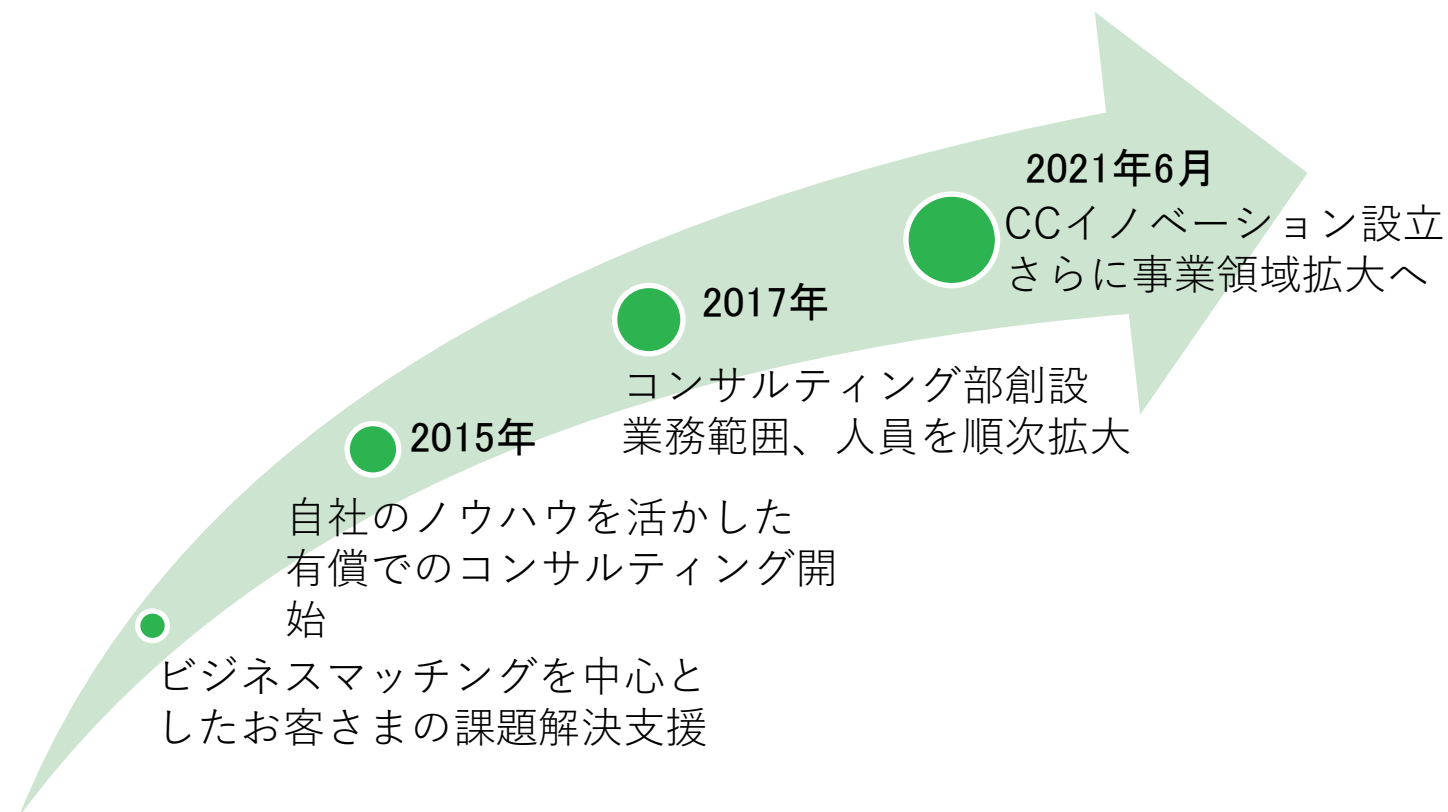 2021年6月
CCイノベーション設立
さらに事業領域拡大へ
2017年
コンサルティング部創設
業務範囲、人員を順次拡大
2015年
自社のノウハウを活かした
有償でのコンサルティング開
始
ビジネスマッチングを中心と
したお客さまの課題解決支援